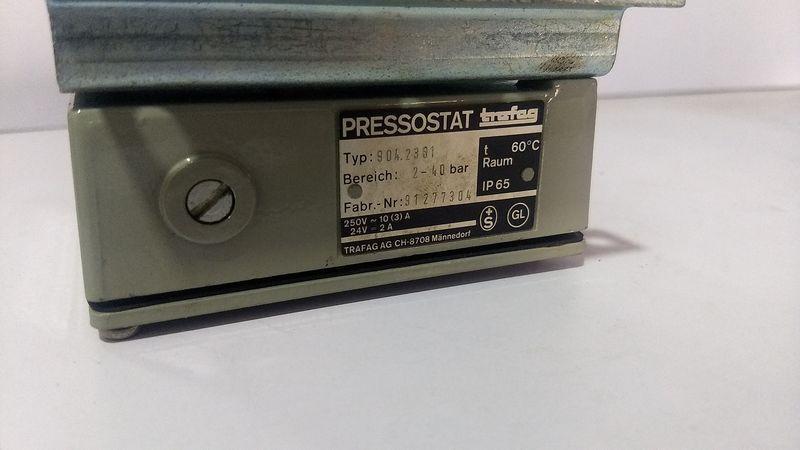 PRESSOSTAT trafag
Typ: 904.2381
Bereich: 2-40 bar
Fabr.-Nr: 91277304
t 60°C
Raum
IP 65
250V ~ 10 (3) A
24V = 2 A
+S GL
TRAFAG AG CH-8708 Männedorf